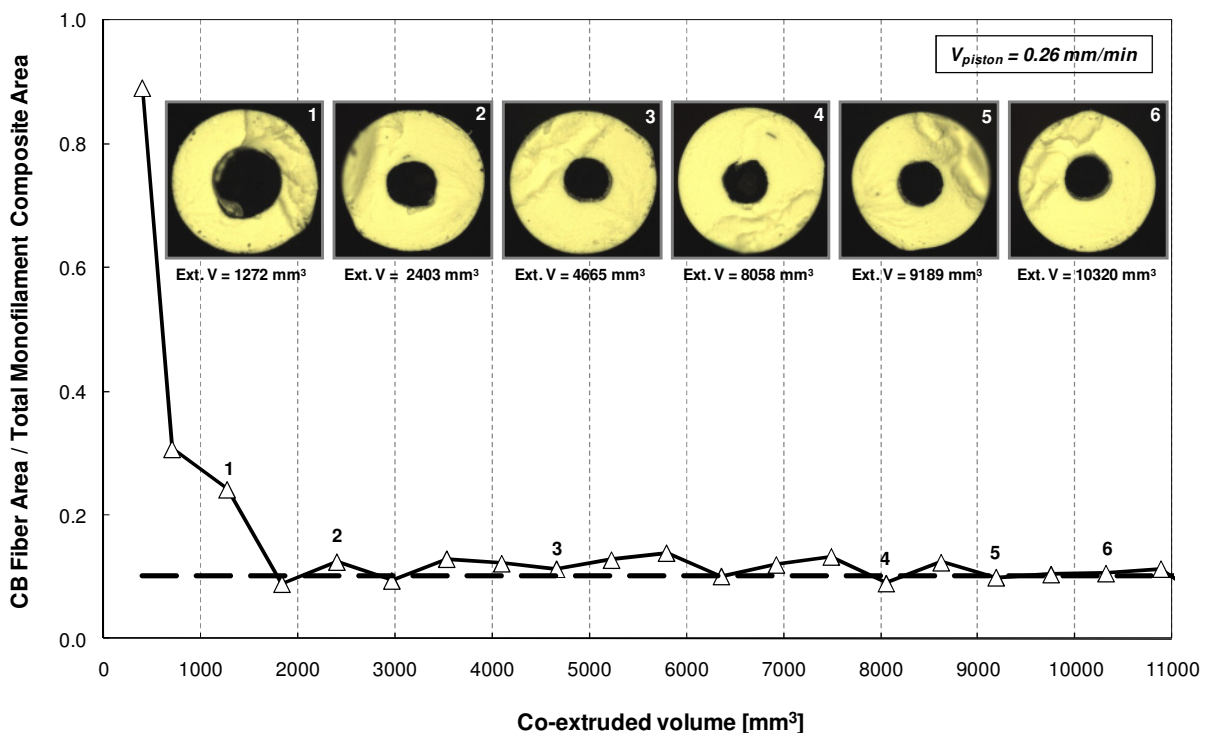 CB Fiber Area / Total Monofilament Composite Area
1.0
0.8
0.6
0.4
0.2
0.0
V piston = 0.26 mm/min
1
2
3
4
5
6
Ext. V = 1272 mm³
Ext. V = 2403 mm³
Ext. V = 4665 mm³
Ext. V = 8058 mm³
Ext. V = 9189 mm³
Ext. V = 10320 mm³
1
2
3
4
5
6
0 1000 2000 3000 4000 5000 6000 7000 8000 9000 10000 11000
Co-extruded volume [mm³]